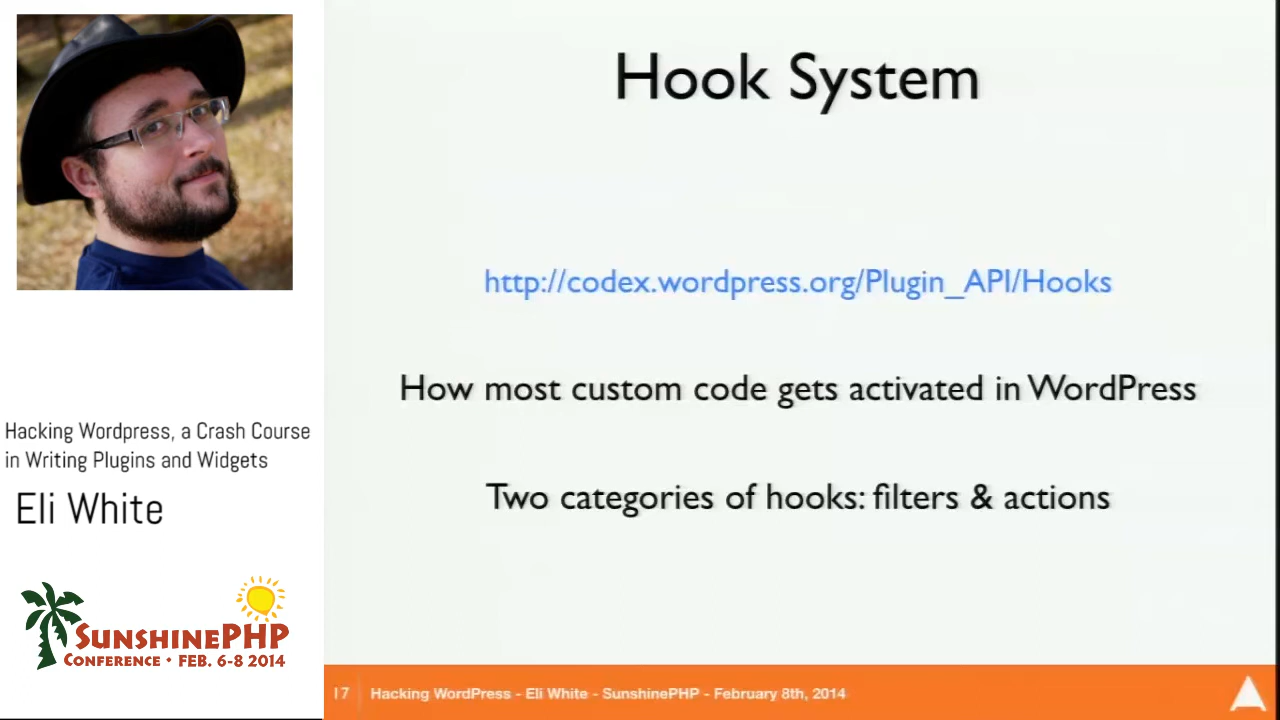 Hook System
http://codex.wordpress.org/Plugin_API/Hooks
How most custom code gets activated in WordPress
Two categories of hooks: filters & actions
Hacking Wordpress, a Crash Course
in Writing Plugins and Widgets
Eli White
SUNSHINEPHP
CONFERENCE • FEB. 6-8 2014
17 Hacking WordPress - Eli White - SunshinePHP - February 8th, 2014